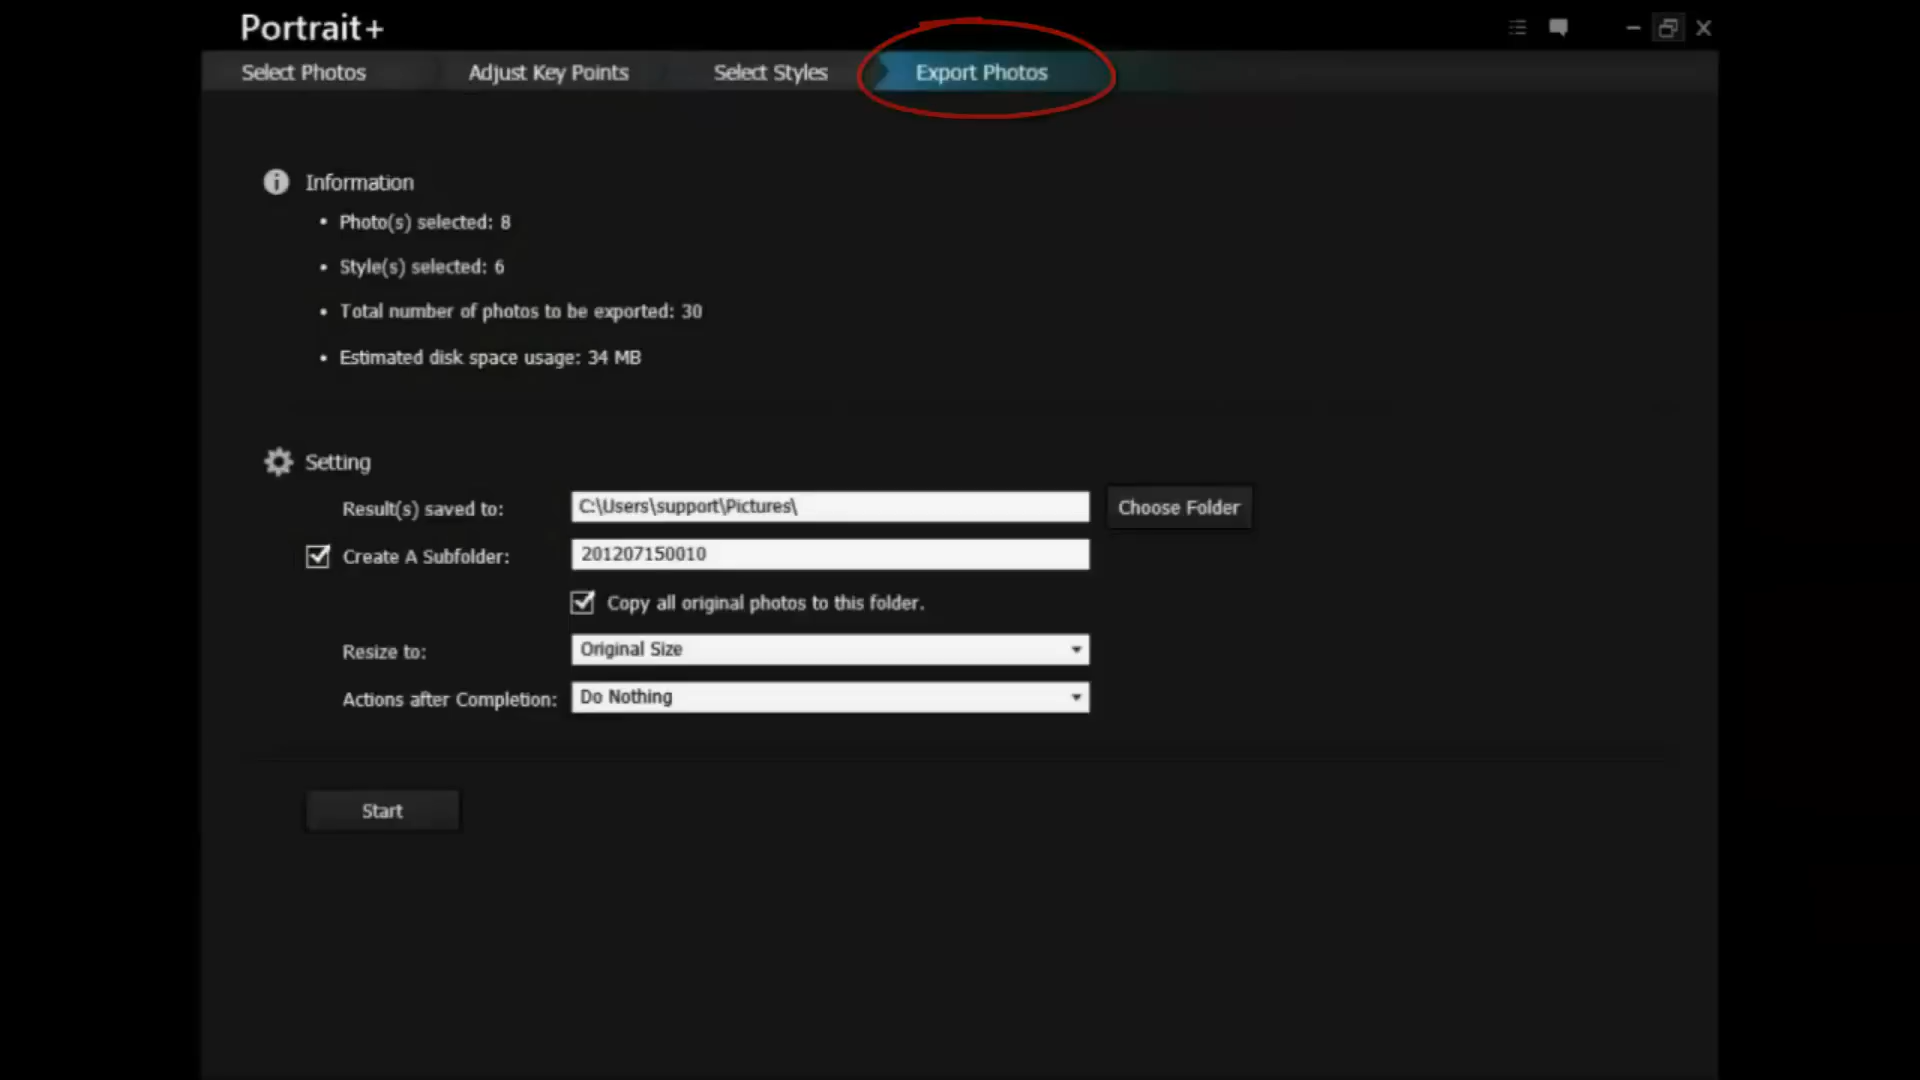 Portrait+
Select Photos
Adjust Key Points
Select Styles
Export Photos
Information
• Photo(s) selected: 8
• Style(s) selected: 6
• Total number of photos to be exported: 30
• Estimated disk space usage: 34 MB
Setting
Result(s) saved to:
C:\Users\support\Pictures\
Choose Folder
Create A Subfolder:
201207150010
Copy all original photos to this folder.
Resize to:
Original Size
Actions after Completion:
Do Nothing
Start